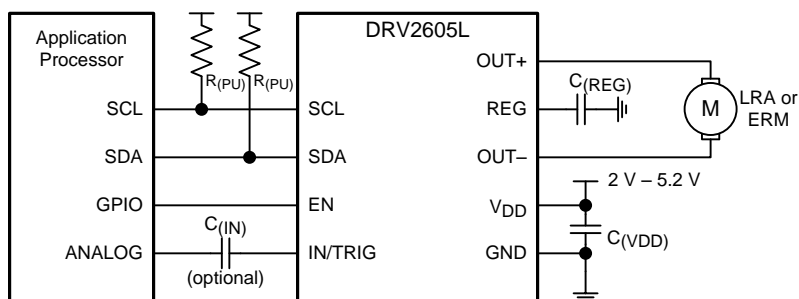 Application
Processor
SCL
SDA
GPIO
ANALOG
R(PU)
R(PU)
C(IN)
(optional)
DRV2605L
SCL
SDA
EN
IN/TRIG
OUT+
REG
OUT–
VDD
GND
C(REG)
M
LRA or
ERM
2 V – 5.2 V
C(VDD)